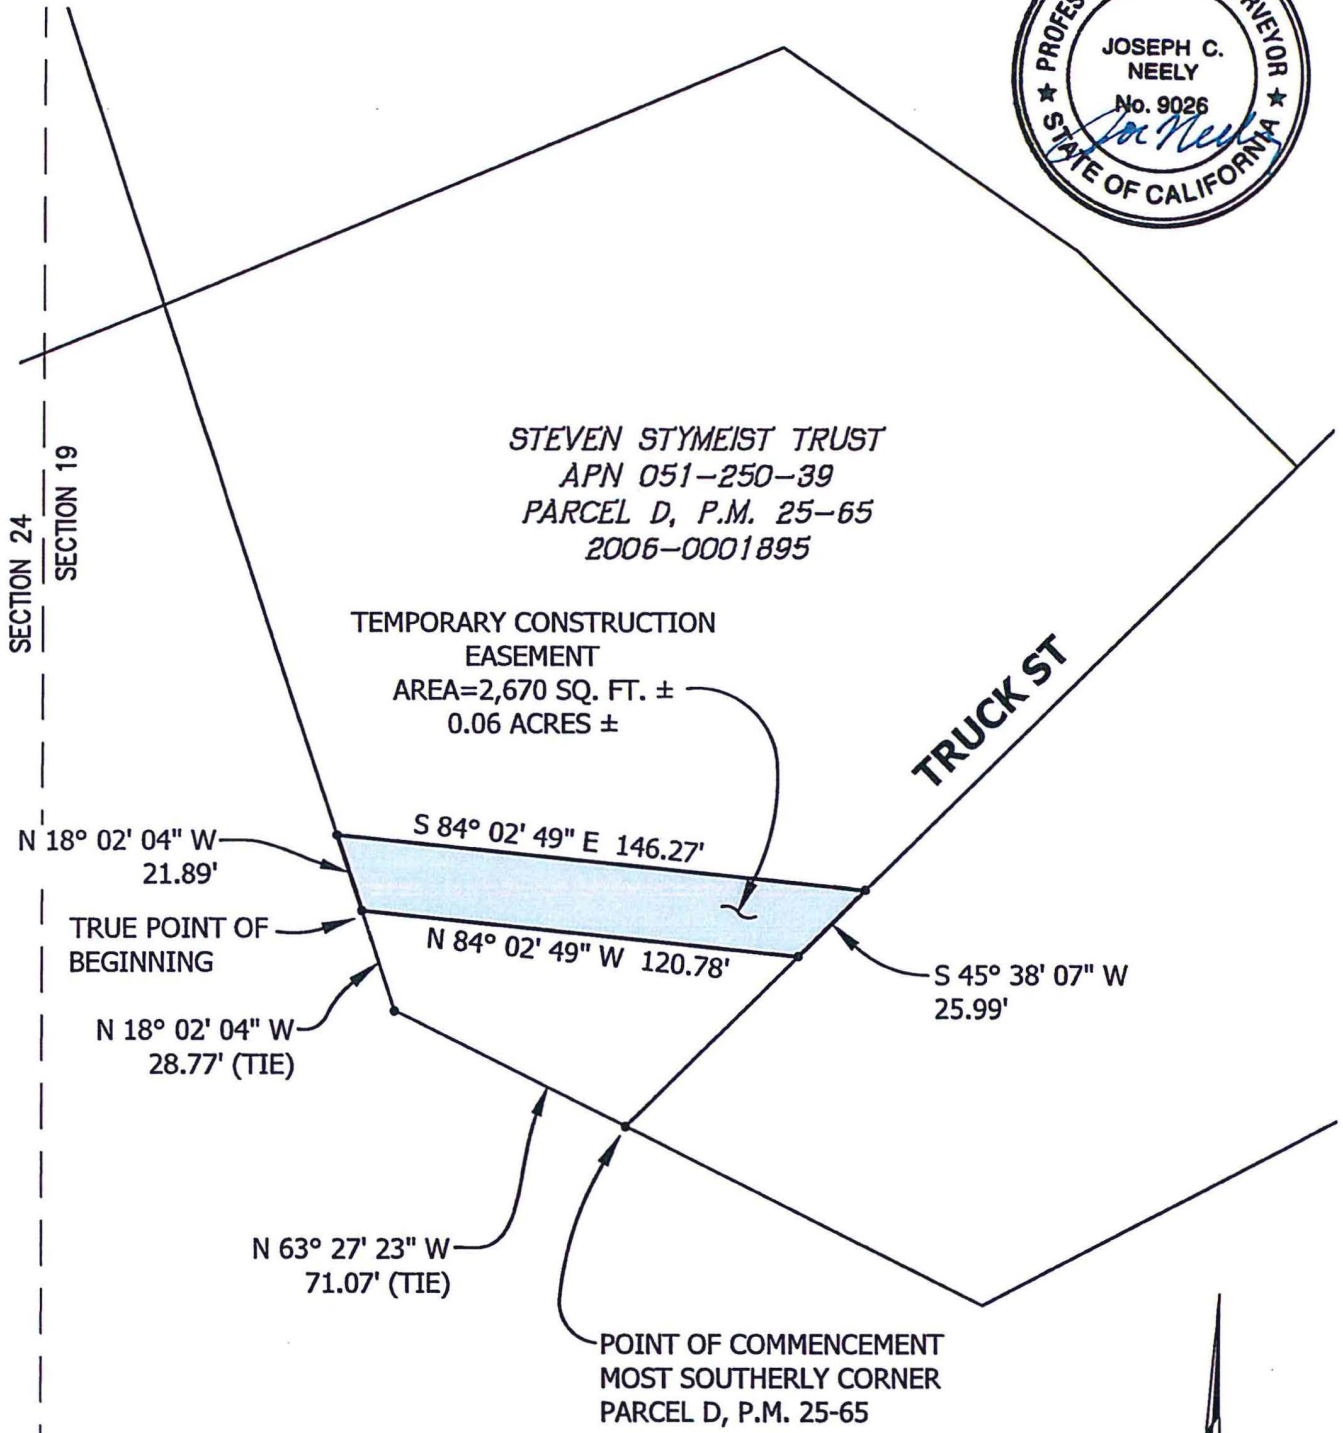 JOSEPH C.
NEELY
No. 9026
Joe Neely
STATE OF CALIFORNIA
STEVEN STYMEIST TRUST
APN 051-250-39
PARCEL D, P.M. 25-65
2006-0001895
SECTION 24
SECTION 19
TEMPORARY CONSTRUCTION
EASEMENT
AREA=2,670 SQ. FT. ±
0.06 ACRES ±
TRUCK ST
N 18° 02' 04" W
21.89'
S 84° 02' 49" E 146.27'
TRUE POINT OF
BEGINNING
N 84° 02' 49" W 120.78'
S 45° 38' 07" W
25.99'
N 18° 02' 04" W
28.77' (TIE)
N 63° 27' 23" W
71.07' (TIE)
POINT OF COMMENCEMENT
MOST SOUTHERLY CORNER
PARCEL D, P.M. 25-65